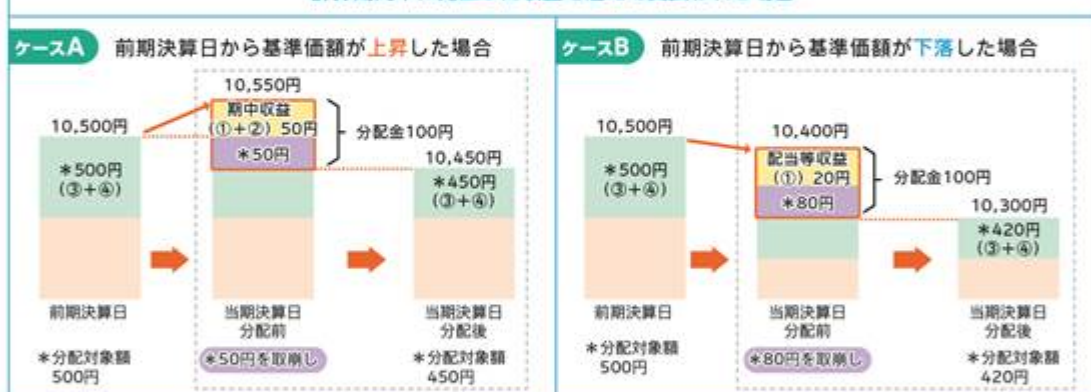 ケースA 前期決算日から基準価額が上昇した場合
10,550円
10,500円
期中収益
(①+②) 50円
*50円
分配金100円
*500円
(③+④)
10,450円
*450円
(③+④)
前期決算日
当期決算日
分配前
当期決算日
分配後
*分配対象額
500円
*50円を取崩し
*分配対象額
450円
ケースB 前期決算日から基準価額が下落した場合
10,500円
10,400円
*500円
(③+④)
配当等収益
(①) 20円
*80円
分配金100円
10,300円
*420円
(③+④)
前期決算日
当期決算日
分配前
当期決算日
分配後
*分配対象額
500円
*80円を取崩し
*分配対象額
420円